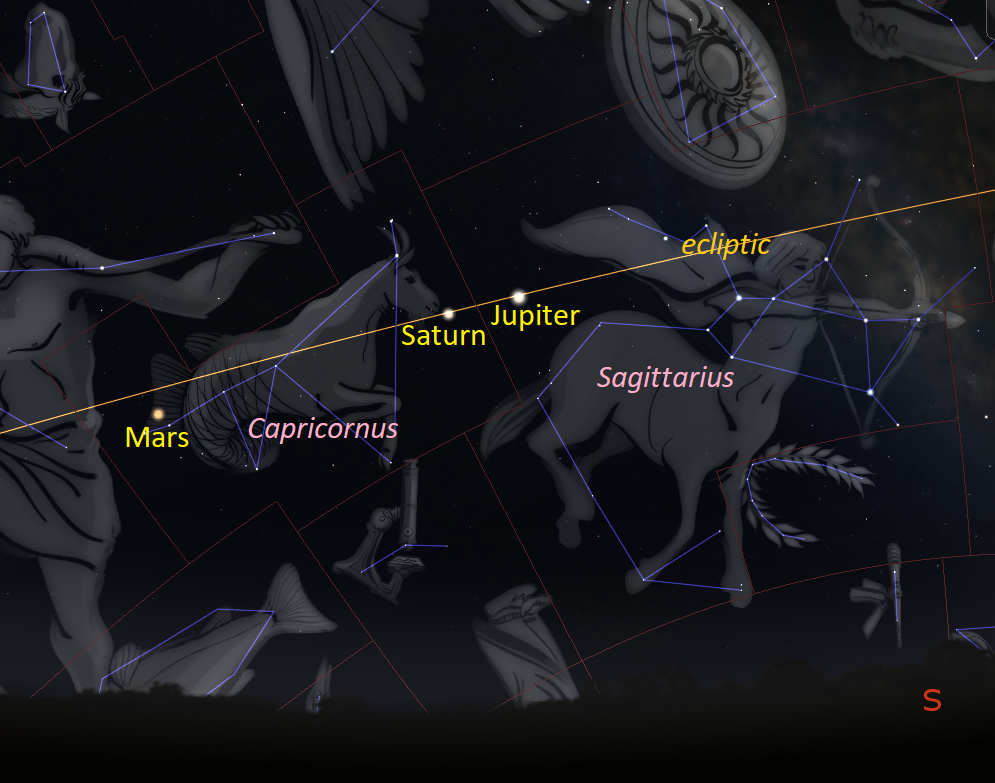 ecliptic
Saturn
Jupiter
Sagittarius
Mars
Capricornus
S